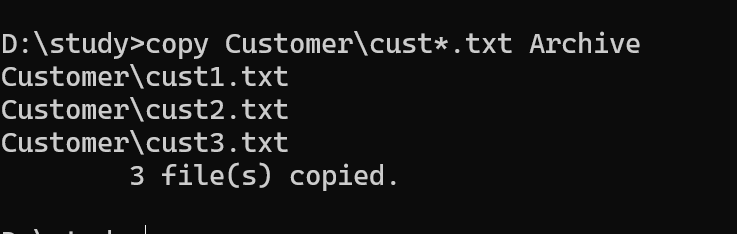 D:\study>copy Customer\cust*.txt Archive
Customer\cust1.txt
Customer\cust2.txt
Customer\cust3.txt
        3 file(s) copied.